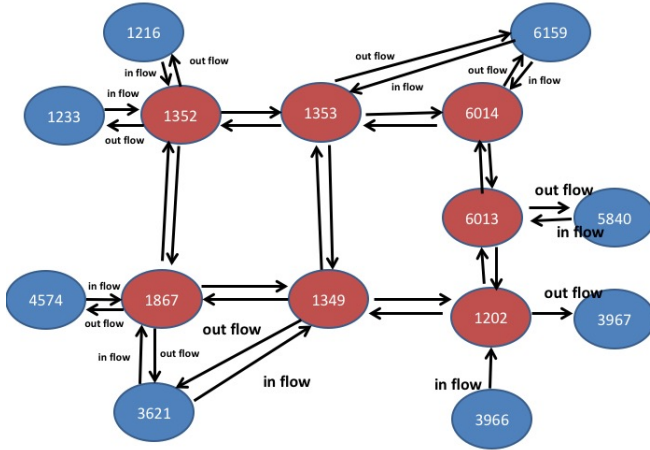 1216
6159
out flow
in flow
out flow
in flow
out flow
in flow
1233
in flow
out flow
1352
1353
6014
6013
out flow
in flow
5840
4574
in flow
out flow
1867
1349
1202
out flow
3967
out flow
in flow
in flow
out flow
3621
in flow
3966